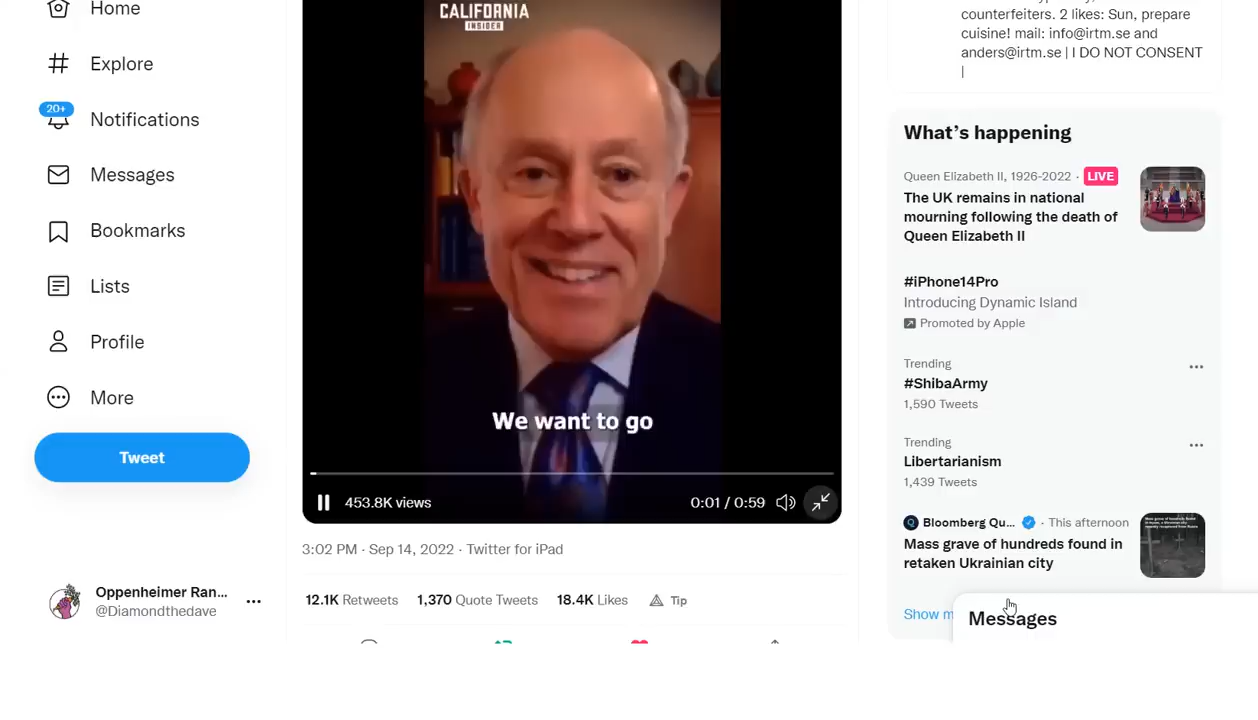 Home
Explore
20+
Notifications
Messages
Bookmarks
Lists
Profile
More
Tweet
Oppenheimer Ran...
@Diamondthedave
CALIFORNIA
INSIDER
We want to go
453.8K views
0:01 / 0:59
3:02 PM · Sep 14, 2022 · Twitter for iPad
12.1K Retweets 1,370 Quote Tweets 18.4K Likes Tip
counterfeiters. 2 likes: Sun, prepare
cuisine! mail: info@irtm.se and
anders@irtm.se | I DO NOT CONSENT
|
What's happening
Queen Elizabeth II, 1926-2022 · LIVE
The UK remains in national
mourning following the death of
Queen Elizabeth II
#iPhone14Pro
Introducing Dynamic Island
Promoted by Apple
Trending
#ShibaArmy
1,590 Tweets
Trending
Libertarianism
1,439 Tweets
Bloomberg Qu... · This afternoon
Mass grave of hundreds found in
retaken Ukrainian city
Show m
Messages